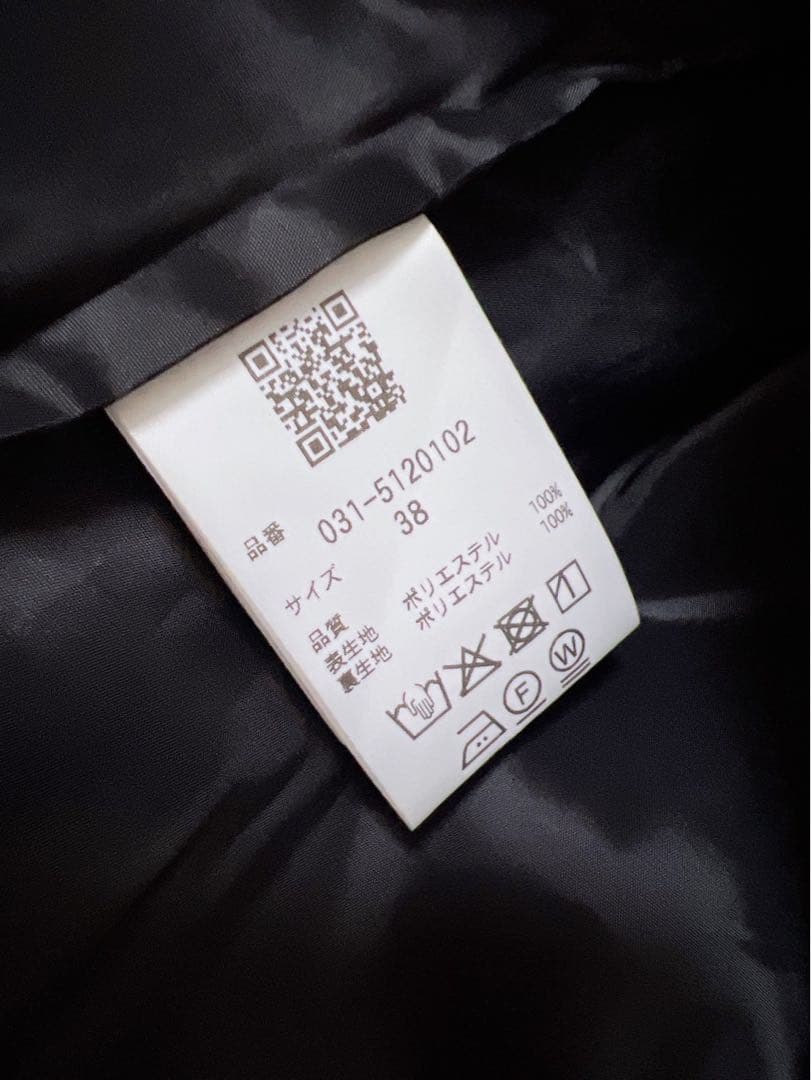 品番 031-5120102
サイズ 38
品質
表生地 ポリエステル 100%
裏生地 ポリエステル 100%
F W